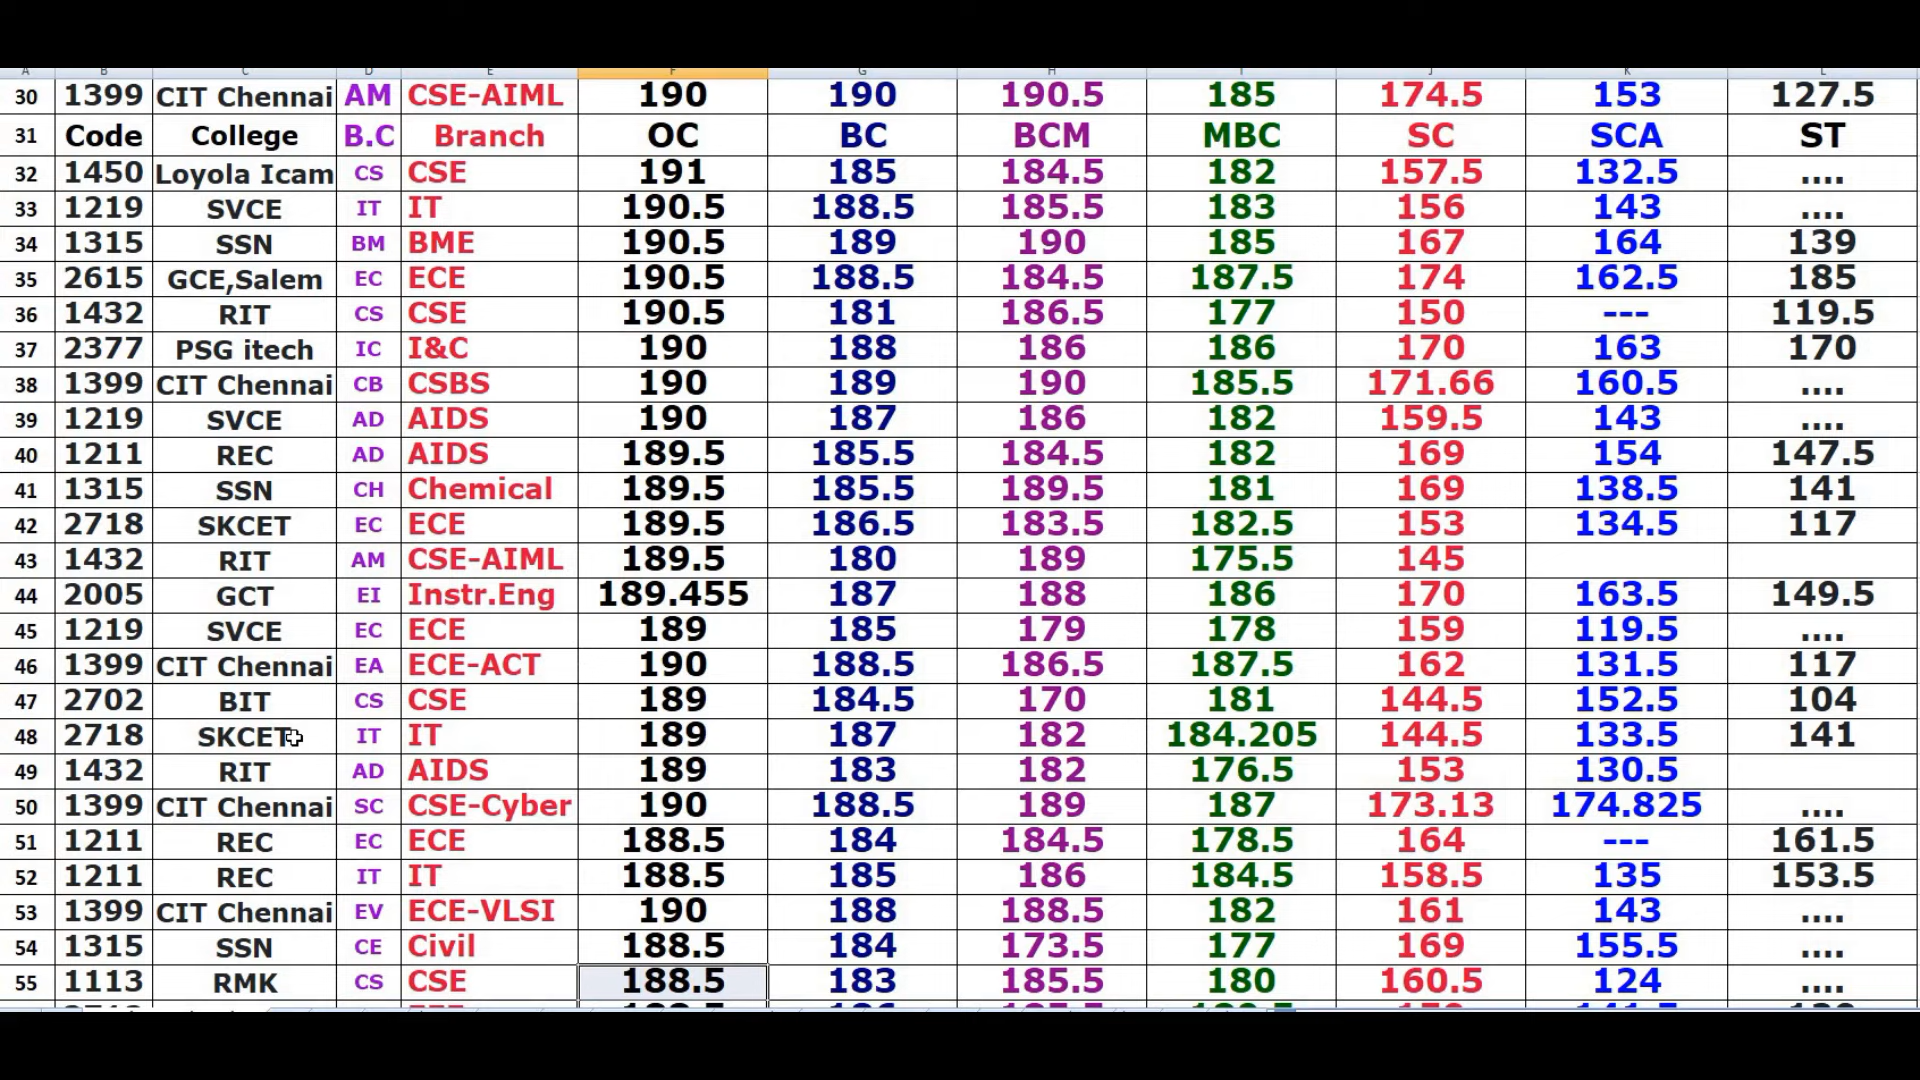 A B C D E F G H I J K L
30 1399 CIT Chennai AM CSE-AIML 190 190 190.5 185 174.5 153 127.5
31 Code College B.C Branch OC BC BCM MBC SC SCA ST
32 1450 Loyola Icam CS CSE 191 185 184.5 182 157.5 132.5 ....
33 1219 SVCE IT IT 190.5 188.5 185.5 183 156 143 ....
34 1315 SSN BM BME 190.5 189 190 185 167 164 139
35 2615 GCE,Salem EC ECE 190.5 188.5 184.5 187.5 174 162.5 185
36 1432 RIT CS CSE 190.5 181 186.5 177 150 --- 119.5
37 2377 PSG itech IC I&C 190 188 186 186 170 163 170
38 1399 CIT Chennai CB CSBS 190 189 190 185.5 171.66 160.5 ....
39 1219 SVCE AD AIDS 190 187 186 182 159.5 143 ....
40 1211 REC AD AIDS 189.5 185.5 184.5 182 169 154 147.5
41 1315 SSN CH Chemical 189.5 185.5 189.5 181 169 138.5 141
42 2718 SKCET EC ECE 189.5 186.5 183.5 182.5 153 134.5 117
43 1432 RIT AM CSE-AIML 189.5 180 189 175.5 145
44 2005 GCT EI Instr.Eng 189.455 187 188 186 170 163.5 149.5
45 1219 SVCE EC ECE 189 185 179 178 159 119.5 ....
46 1399 CIT Chennai EA ECE-ACT 190 188.5 186.5 187.5 162 131.5 117
47 2702 BIT CS CSE 189 184.5 170 181 144.5 152.5 104
48 2718 SKCET IT IT 189 187 182 184.205 144.5 133.5 141
49 1432 RIT AD AIDS 189 183 182 176.5 153 130.5
50 1399 CIT Chennai SC CSE-Cyber 190 188.5 189 187 173.13 174.825 ....
51 1211 REC EC ECE 188.5 184 184.5 178.5 164 --- 161.5
52 1211 REC IT IT 188.5 185 186 184.5 158.5 135 153.5
53 1399 CIT Chennai EV ECE-VLSI 190 188 188.5 182 161 143 ....
54 1315 SSN CE Civil 188.5 184 173.5 177 169 155.5 ....
55 1113 RMK CS CSE 188.5 183 185.5 180 160.5 124 ....